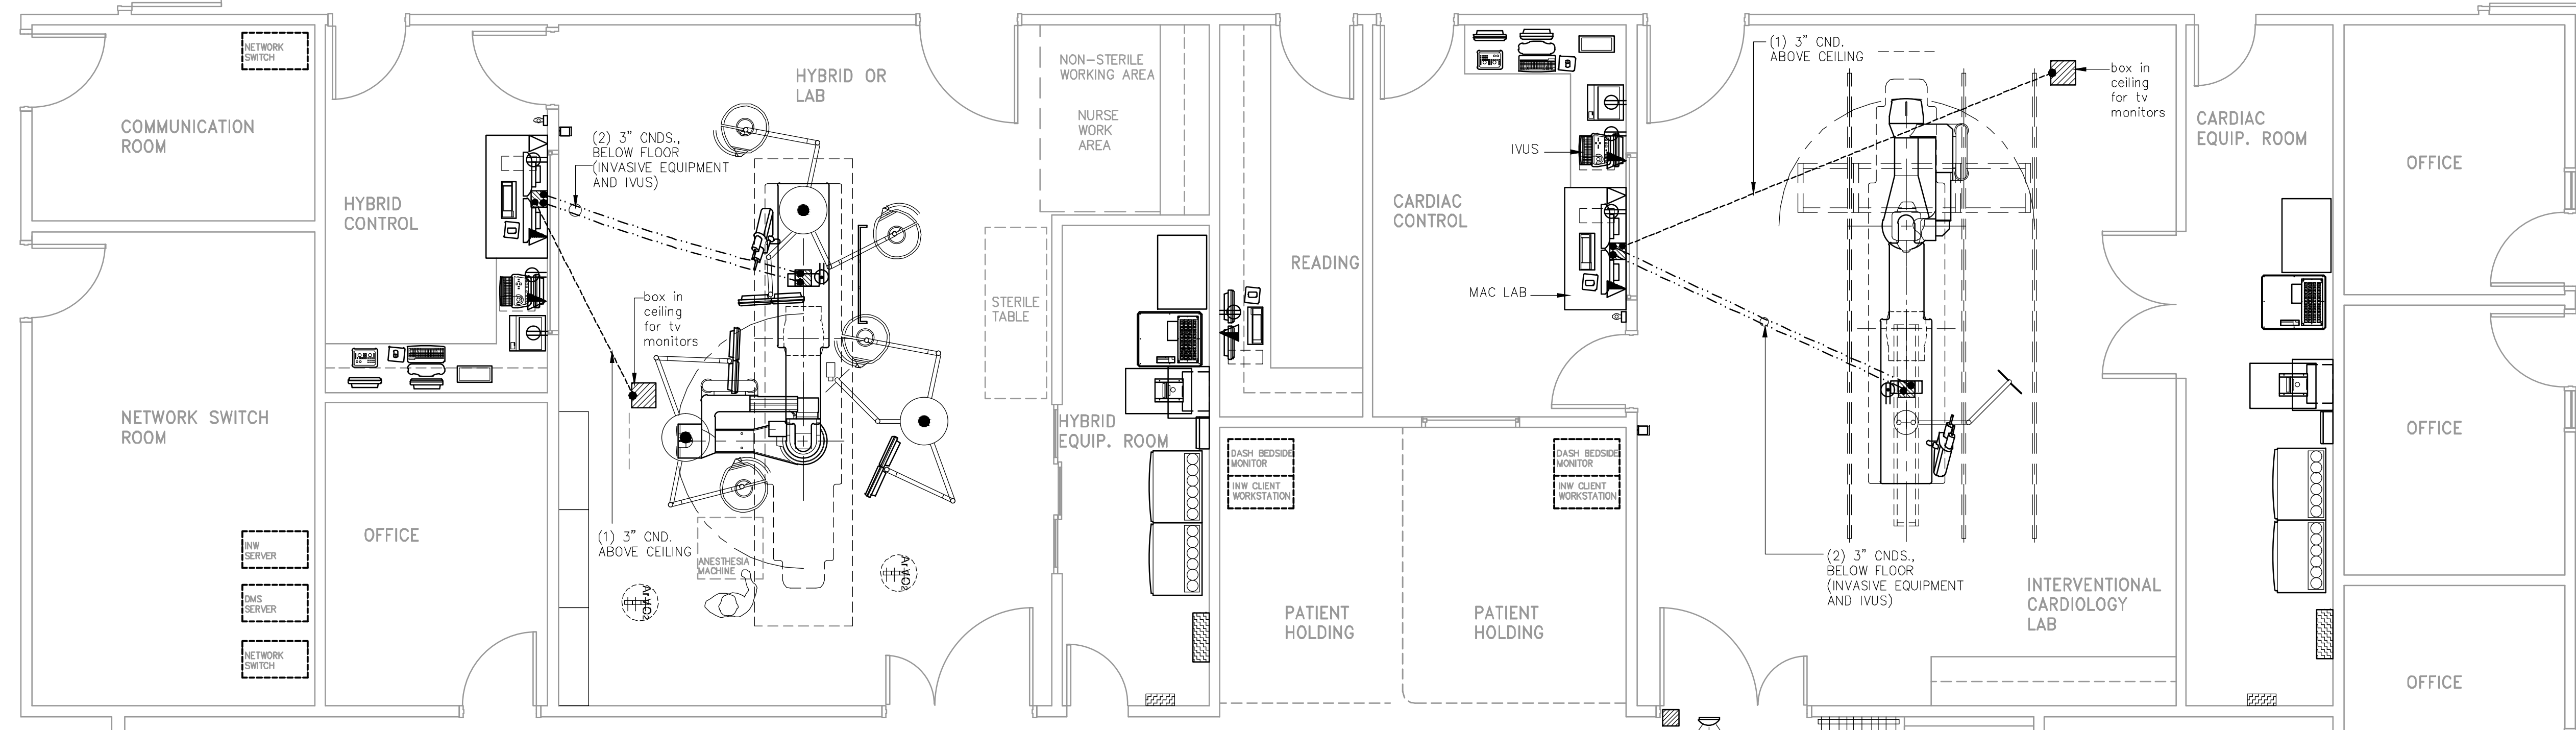 NETWORK
SWITCH
COMMUNICATION
ROOM
NETWORK SWITCH
ROOM
INW
SERVER
DMS
SERVER
NETWORK
SWITCH
HYBRID
CONTROL
OFFICE
HYBRID OR
LAB
(2) 3" CNDS.,
BELOW FLOOR
(INVASIVE EQUIPMENT
AND IVUS)
box in
ceiling
for tv
monitors
(1) 3" CND.
ABOVE CEILING
ANESTHESIA
MACHINE
NON-STERILE
WORKING AREA
NURSE
WORK
AREA
STERILE
TABLE
HYBRID
EQUIP. ROOM
READING
CARDIAC
CONTROL
IVUS
MAC LAB
DASH BEDSIDE
MONITOR
INW CLIENT
WORKSTATION
DASH BEDSIDE
MONITOR
INW CLIENT
WORKSTATION
PATIENT
HOLDING
PATIENT
HOLDING
(1) 3" CND.
ABOVE CEILING
box in
ceiling
for tv
monitors
(2) 3" CNDS.,
BELOW FLOOR
(INVASIVE EQUIPMENT
AND IVUS)
INTERVENTIONAL
CARDIOLOGY
LAB
CARDIAC
EQUIP. ROOM
OFFICE
OFFICE
OFFICE